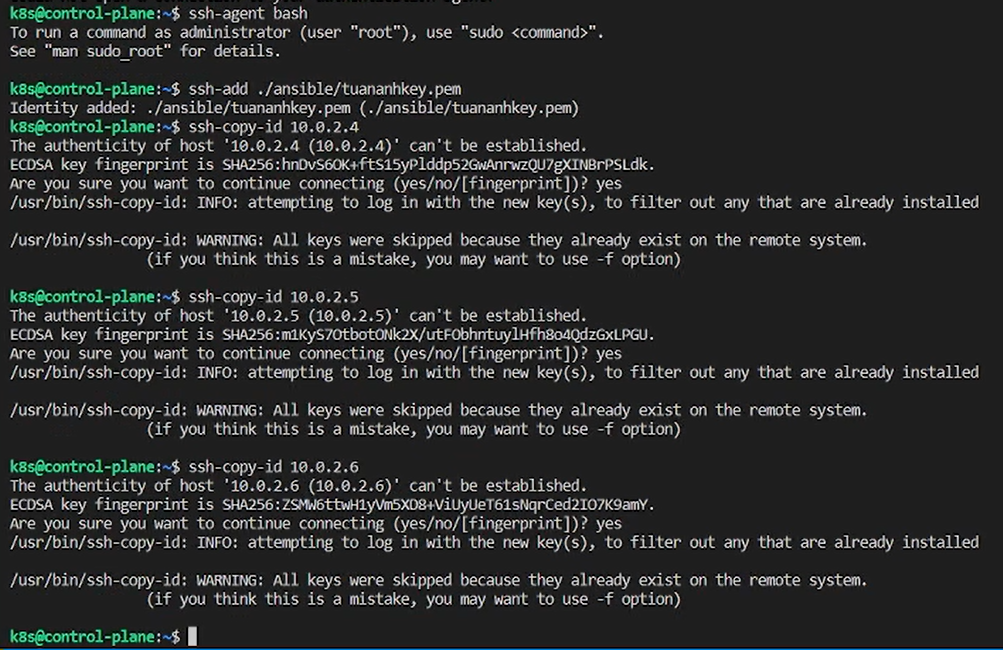 k8s@control-plane:~$ ssh-agent bash
To run a command as administrator (user "root"), use "sudo <command>".
See "man sudo_root" for details.
k8s@control-plane:~$ ssh-add ./ansible/tuananhkey.pem
Identity added: ./ansible/tuananhkey.pem (./ansible/tuananhkey.pem)
k8s@control-plane:~$ ssh-copy-id 10.0.2.4
The authenticity of host '10.0.2.4 (10.0.2.4)' can't be established.
ECDSA key fingerprint is SHA256:hnDvS6OK+ftS15yPlddp52GwAnrwzQU7gXINBrPSLdk.
Are you sure you want to continue connecting (yes/no/[fingerprint])? yes
/usr/bin/ssh-copy-id: INFO: attempting to log in with the new key(s), to filter out any that are already installed
/usr/bin/ssh-copy-id: WARNING: All keys were skipped because they already exist on the remote system.
(if you think this is a mistake, you may want to use -f option)
k8s@control-plane:~$ ssh-copy-id 10.0.2.5
The authenticity of host '10.0.2.5 (10.0.2.5)' can't be established.
ECDSA key fingerprint is SHA256:m1KyS7OtbotONk2X/utFObhntuylHfh8o4QdzGxLPGU.
Are you sure you want to continue connecting (yes/no/[fingerprint])? yes
/usr/bin/ssh-copy-id: INFO: attempting to log in with the new key(s), to filter out any that are already installed
/usr/bin/ssh-copy-id: WARNING: All keys were skipped because they already exist on the remote system.
(if you think this is a mistake, you may want to use -f option)
k8s@control-plane:~$ ssh-copy-id 10.0.2.6
The authenticity of host '10.0.2.6 (10.0.2.6)' can't be established.
ECDSA key fingerprint is SHA256:ZSMW6ttwH1yVm5XD8+ViUyUeT61sNqrCed2IO7K9amY.
Are you sure you want to continue connecting (yes/no/[fingerprint])? yes
/usr/bin/ssh-copy-id: INFO: attempting to log in with the new key(s), to filter out any that are already installed
/usr/bin/ssh-copy-id: WARNING: All keys were skipped because they already exist on the remote system.
(if you think this is a mistake, you may want to use -f option)
k8s@control-plane:~$